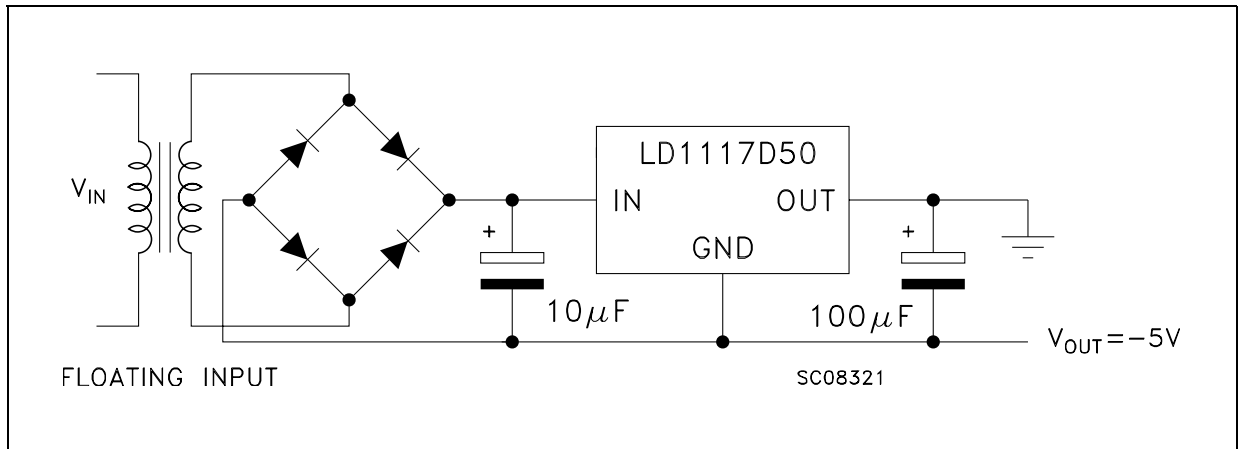 LD1117D50
V_IN
IN
OUT
+
+
GND
10μF
100μF
V_OUT=-5V
FLOATING INPUT
SC08321